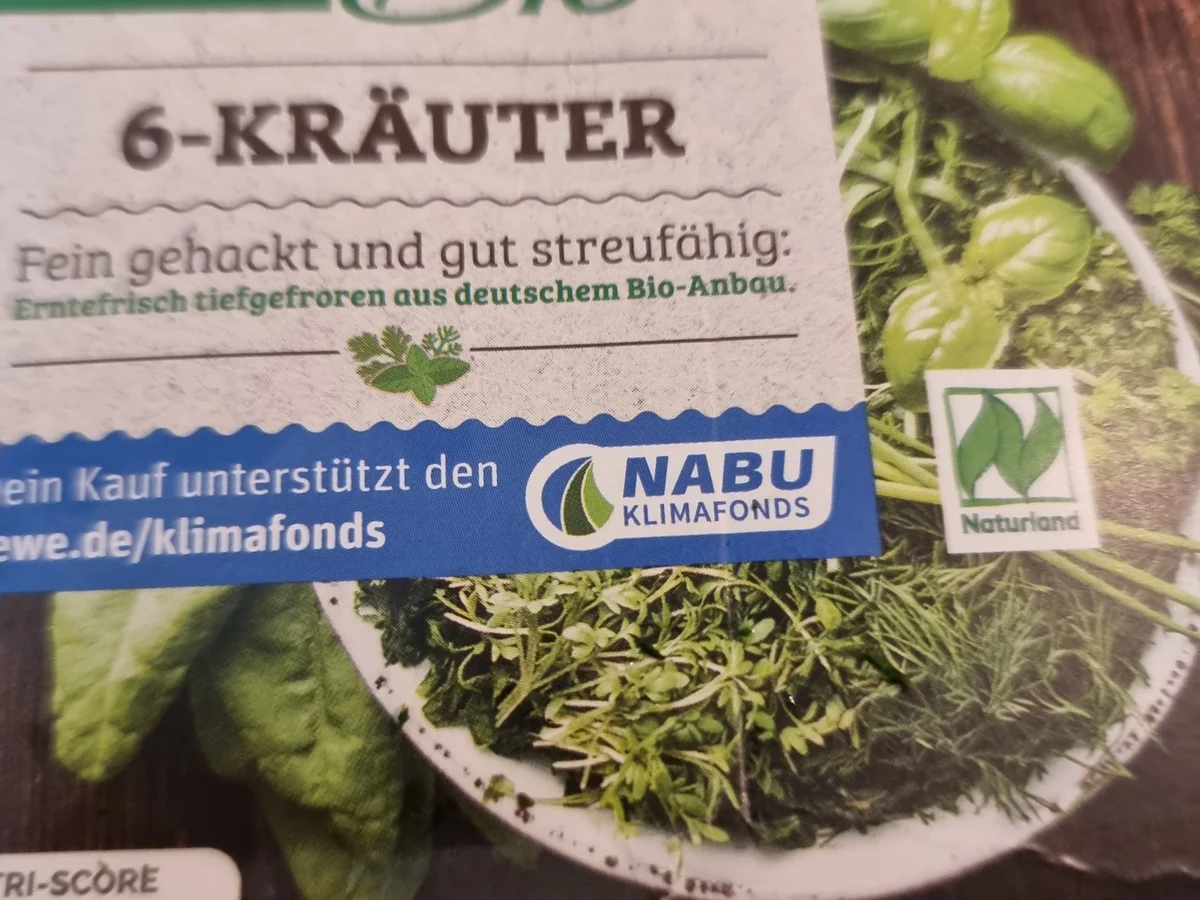 Bio
6-KRÄUTER
Fein gehackt und gut streufähig:
Erntefrisch tiefgefroren aus deutschem Bio-Anbau.
ein Kauf unterstützt den
ewe.de/klimafonds
NABU
KLIMAFONDS
Naturland
TRI-SCORE